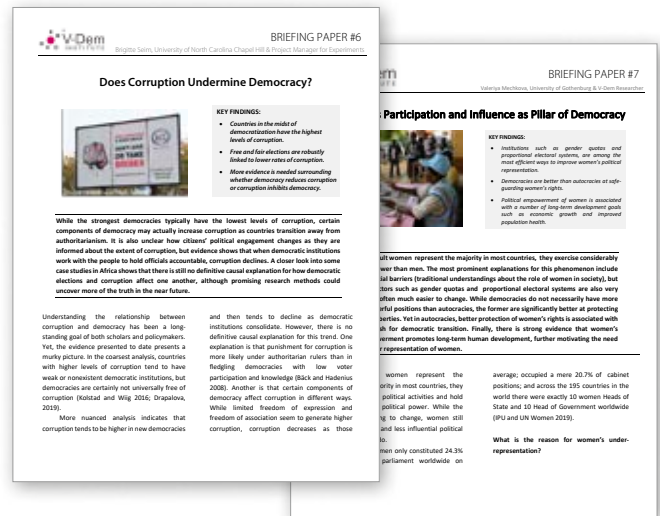 V-Dem
INSTITUTE
BRIEFING PAPER #6
Brigitte Seim, University of North Carolina Chapel Hill & Project Manager for Experiments
Does Corruption Undermine Democracy?
KEY FINDINGS:
• Countries in the midst of
democratization have the highest
levels of corruption.
• Free and fair elections are robustly
linked to lower rates of corruption.
• More evidence is needed surrounding
whether democracy reduces corruption
or corruption inhibits democracy.
While the strongest democracies typically have the lowest levels of corruption, certain
components of democracy may actually increase corruption as countries transition away from
authoritarianism. It is also unclear how citizens' political engagement changes as they are
informed about the extent of corruption, but evidence shows that when democratic institutions
work with the people to hold officials accountable, corruption declines. A closer look into some
case studies in Africa shows that there is still no definitive causal explanation for how democratic
elections and corruption affect one another, although promising research methods could
uncover more of the truth in the near future.
Understanding the relationship between
corruption and democracy has been a long-
standing goal of both scholars and policymakers.
Yet, the evidence presented to date presents a
murky picture. In the coarsest analysis, countries
with higher levels of corruption tend to have
weak or nonexistent democratic institutions, but
democracies are certainly not universally free of
corruption (Kolstad and Wiig 2016; Drapalova,
2019).
More nuanced analysis indicates that
corruption tends to be higher in new democracies
and then tends to decline as democratic
institutions consolidate. However, there is no
definitive causal explanation for this trend. One
explanation is that punishment for corruption is
more likely under authoritarian rulers than in
fledgling democracies with low voter
participation and knowledge (Bäck and Hadenius
2008). Another is that certain components of
democracy affect corruption in different ways.
While limited freedom of expression and
freedom of association seem to generate higher
corruption, corruption decreases as those
BRIEFING PAPER #7
Valeriya Mechkova, University of Gothenburg & V-Dem Researcher
Participation and Influence as Pillar of Democracy
KEY FINDINGS:
• Institutions such as gender quotas and
proportional electoral systems, are among the
most efficient ways to improve women's political
representation.
• Democracies are better than autocracies at safe-
guarding women's rights.
• Political empowerment of women is associated
with a number of long-term development goals
such as economic growth and improved
population health.
ult women represent the majority in most countries, they exercise considerably
wer than men. The most prominent explanations for this phenomenon include
ial barriers (traditional understandings about the role of women in society), but
tors such as gender quotas and proportional electoral systems are also very
often much easier to change. While democracies do not necessarily have more
erful positions than autocracies, the former are significantly better at protecting
erties. Yet in autocracies, better protection of women's rights is associated with
sh for democratic transition. Finally, there is strong evidence that women's
verment promotes long-term human development, further motivating the need
r representation of women.
women represent the
ority in most countries, they
political activities and hold
political power. While the
ng to change, women still
and less influential political
lo.
men only constituted 24.3%
parliament worldwide on
average; occupied a mere 20.7% of cabinet
positions; and across the 195 countries in the
world there were exactly 10 women Heads of
State and 10 Head of Government worldwide
(IPU and UN Women 2019).
What is the reason for women's under-
representation?